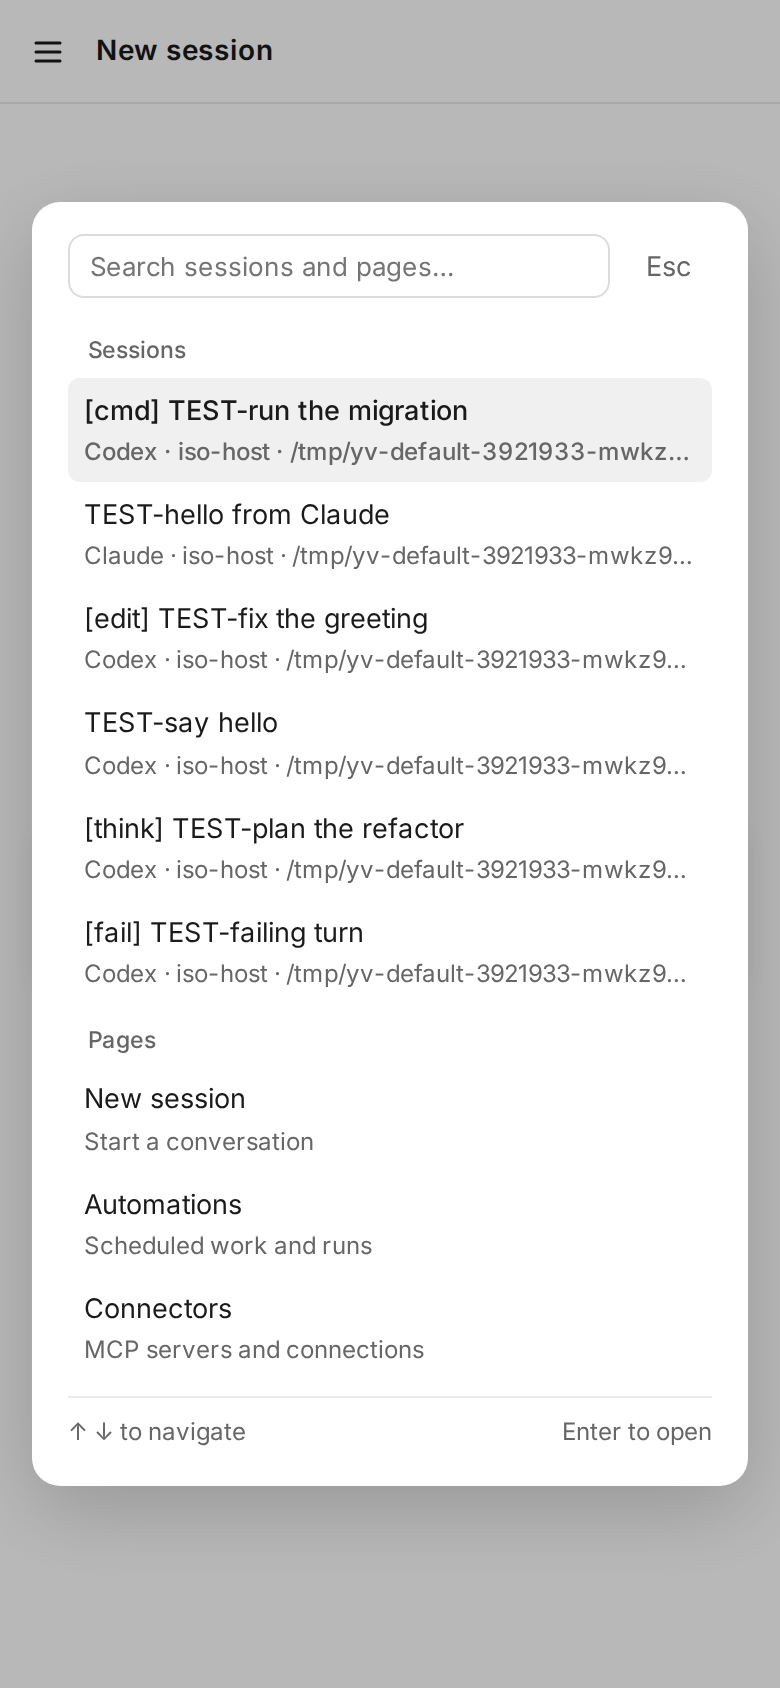 New session
Search sessions and pages...
Esc
Sessions
[cmd] TEST-run the migration
Codex · iso-host · /tmp/yv-default-3921933-mwkz...
TEST-hello from Claude
Claude · iso-host · /tmp/yv-default-3921933-mwkz9...
[edit] TEST-fix the greeting
Codex · iso-host · /tmp/yv-default-3921933-mwkz9...
TEST-say hello
Codex · iso-host · /tmp/yv-default-3921933-mwkz9...
[think] TEST-plan the refactor
Codex · iso-host · /tmp/yv-default-3921933-mwkz9...
[fail] TEST-failing turn
Codex · iso-host · /tmp/yv-default-3921933-mwkz9...
Pages
New session
Start a conversation
Automations
Scheduled work and runs
Connectors
MCP servers and connections
↑ ↓ to navigate
Enter to open